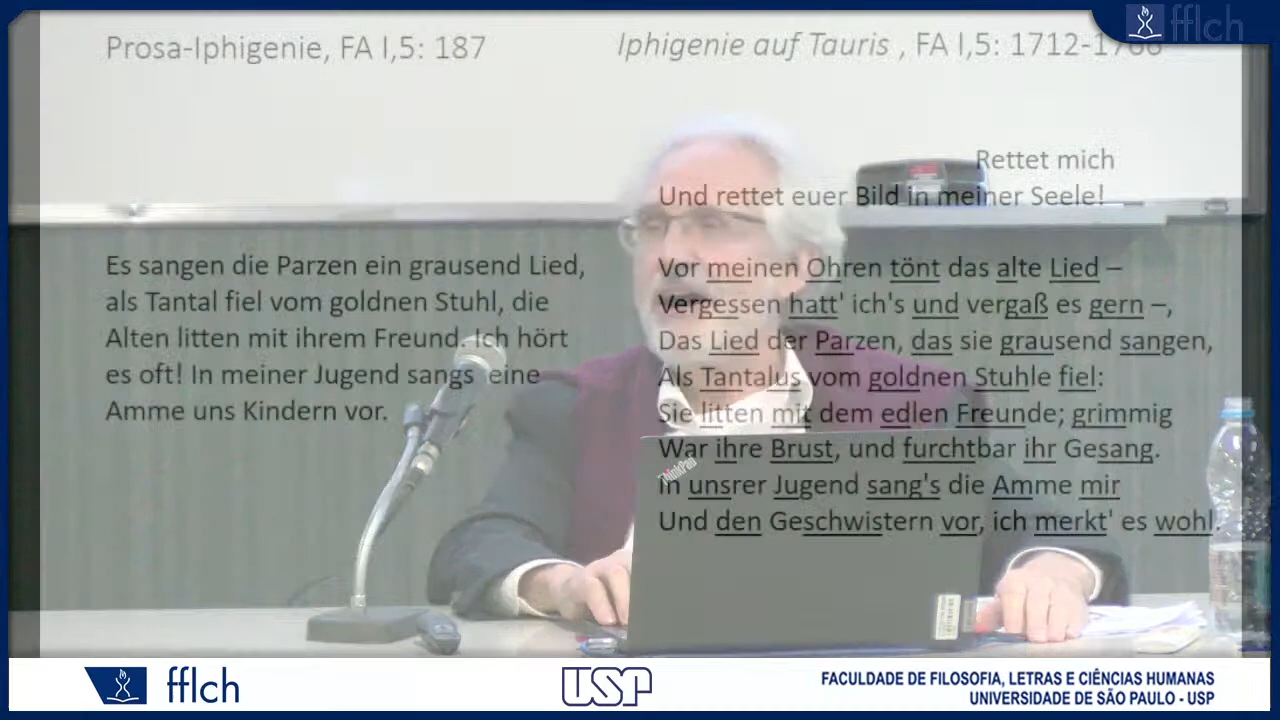 fflch
Prosa-Iphigenie, FA I,5: 187
Iphigenie auf Tauris , FA I,5: 1712-1766
Rettet mich
Und rettet euer Bild in meiner Seele!
Es sangen die Parzen ein grausend Lied,
als Tantal fiel vom goldnen Stuhl, die
Alten litten mit ihrem Freund. Ich hört
es oft! In meiner Jugend sangs eine
Amme uns Kindern vor.
Vor meinen Ohren tönt das alte Lied –
Vergessen hatt' ich's und vergaß es gern –,
Das Lied der Parzen, das sie grausend sangen,
Als Tantalus vom goldnen Stuhle fiel:
Sie litten mit dem edlen Freunde; grimmig
War ihre Brust, und furchtbar ihr Gesang.
In unsrer Jugend sang's die Amme mir
Und den Geschwistern vor, ich merkt' es wohl.
ThinkPad
fflch
USP
FACULDADE DE FILOSOFIA, LETRAS E CIÊNCIAS HUMANAS
UNIVERSIDADE DE SÃO PAULO - USP